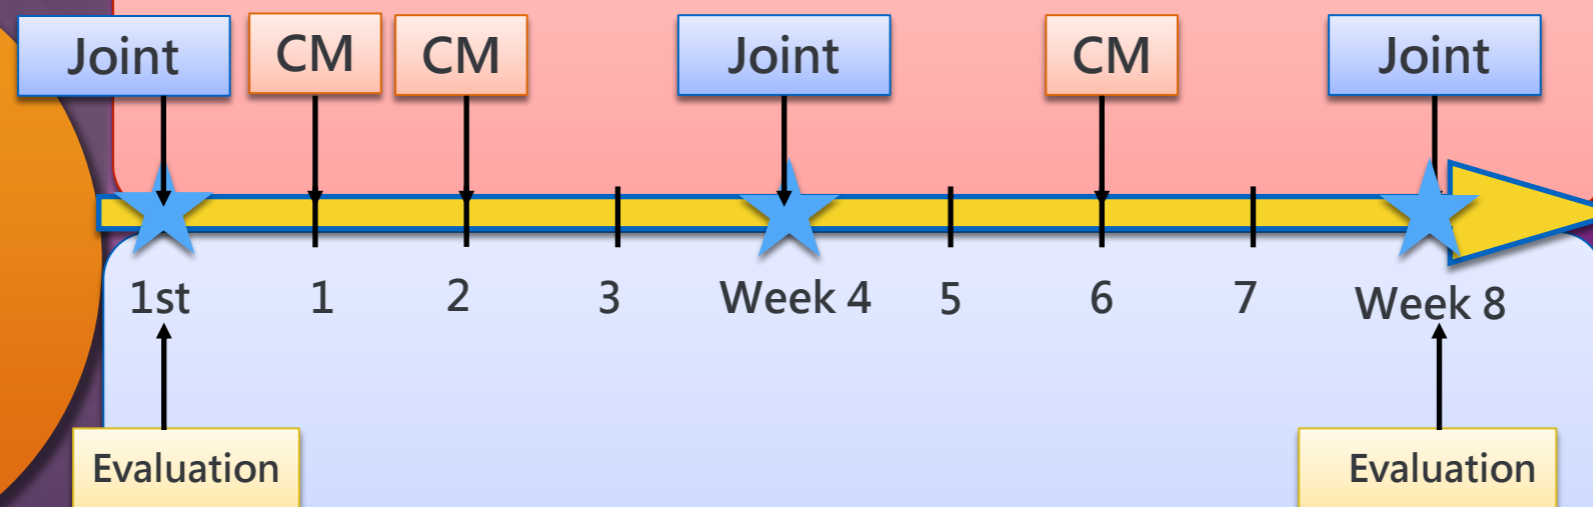 Joint CM CM Joint CM Joint
1st 1 2 3 Week 4 5 6 7 Week 8
Evaluation Evaluation